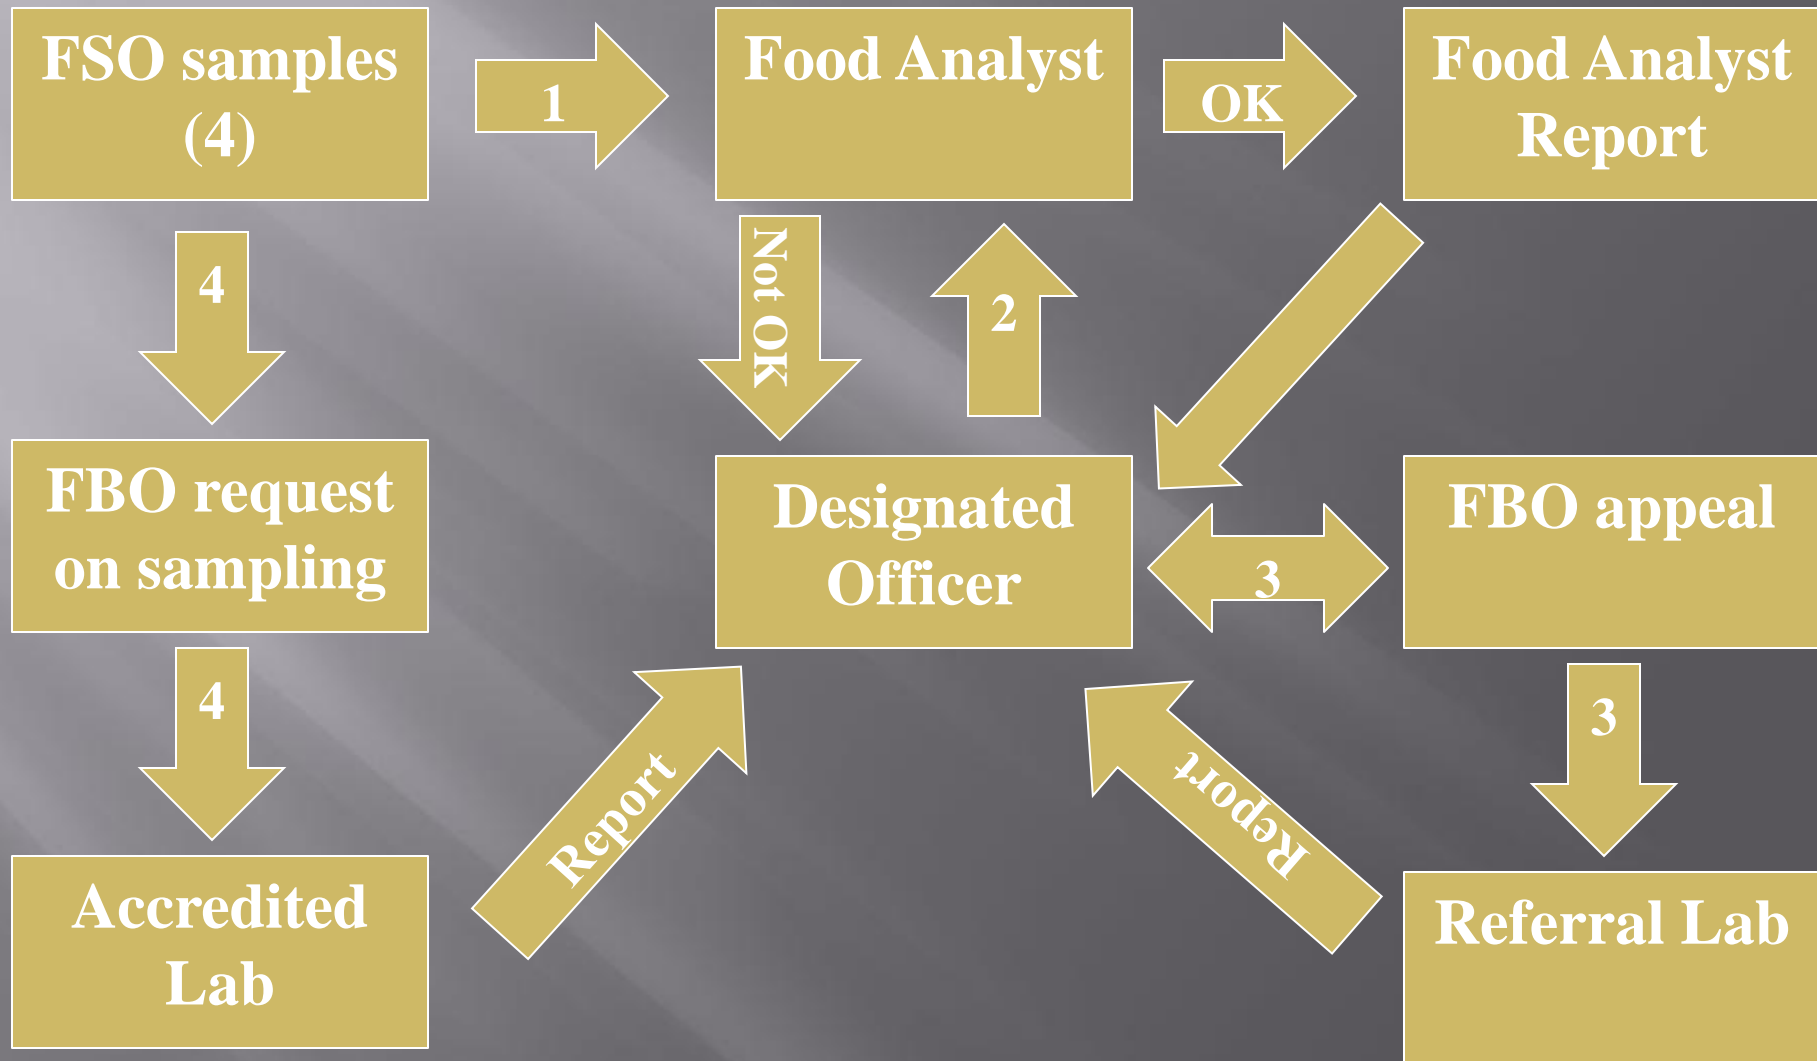 FSO samples
(4)
1
Food Analyst
OK
Food Analyst
Report
4
Not OK
2
FBO request
on sampling
Designated
Officer
3
FBO appeal
4
Report
Report
3
Accredited
Lab
Referral Lab